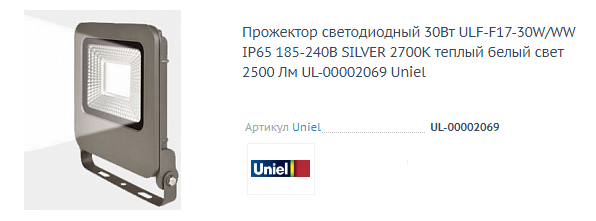 Прожектор светодиодный 30Вт ULF-F17-30W/WW
IP65 185-240В SILVER 2700К теплый белый свет
2500 Лм UL-00002069 Uniel
Артикул Uniel UL-00002069
Uniel